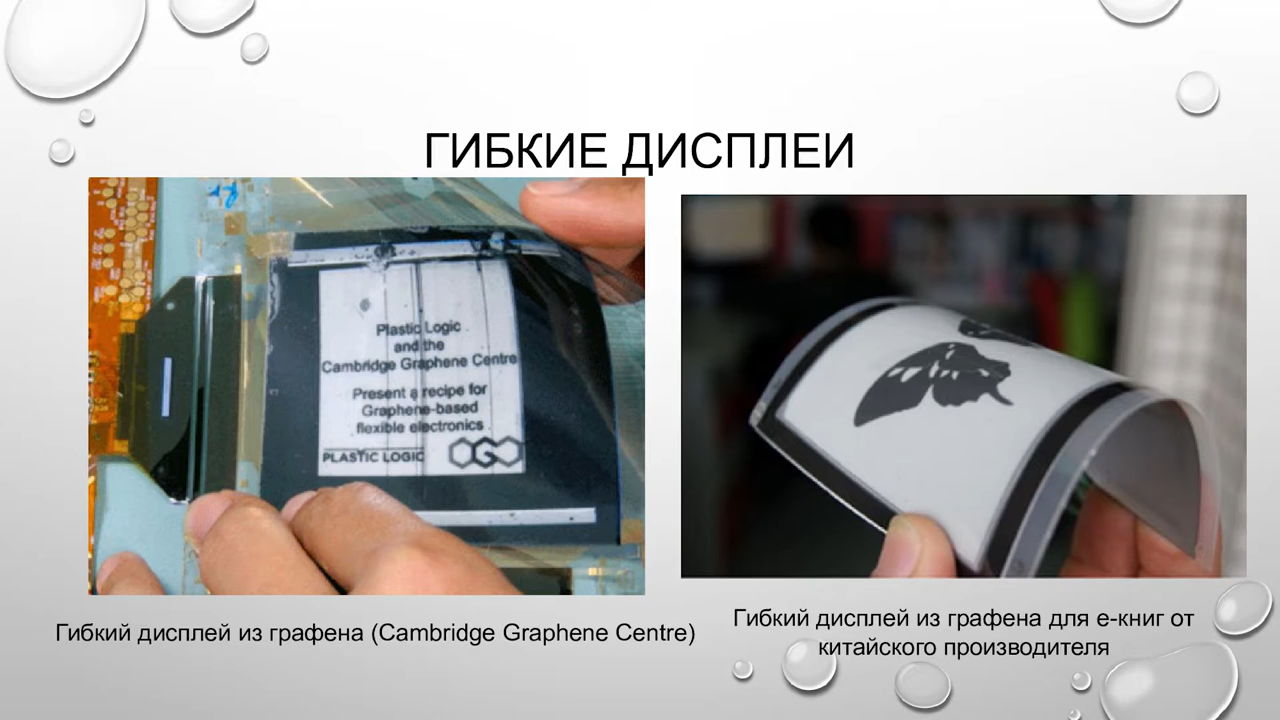 ГИБКИЕ ДИСПЛЕИ
Plastic Logic
and the
Cambridge Graphene Centre
Present a recipe for
Graphene-based
flexible electronics
PLASTIC LOGIC
Гибкий дисплей из графена (Cambridge Graphene Centre)
Гибкий дисплей из графена для е-книг от
китайского производителя